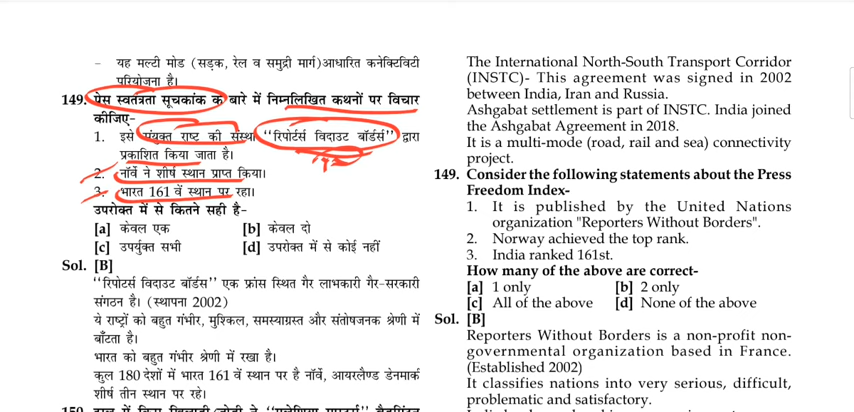 – यह मल्टी मोड (सड़क, रेल व समुद्री मार्ग)आधारित कनेक्टिविटी
परियोजना है।
149. प्रेस स्वतंत्रता सूचकांक के बारे में निम्नलिखित कथनों पर विचार
कीजिए-
1. इसे संयुक्त राष्ट की संस्था ‘‘रिपोर्टर्स विदाउट बॉर्डर्स’’ द्वारा
प्रकाशित किया जाता है।
2. नॉर्वे ने शीर्ष स्थान प्राप्त किया।
3. भारत 161 वें स्थान पर रहा।
उपरोक्त में से कितने सही है-
[a] केवल एक [b] केवल दो
[c] उपर्युक्त सभी [d] उपरोक्त में से कोई नहीं
Sol. [B]
‘‘रिपोर्टर्स विदाउट बॉर्डस’’ एक फ्रांस स्थित गैर लाभकारी गैर-सरकारी
संगठन है। (स्थापना 2002)
ये राष्ट्रों को बहुत गंभीर, मुश्किल, समस्याग्रस्त और संतोषजनक श्रेणी में
बाँटता है।
भारत को बहुत गंभीर श्रेणी में रखा है।
कुल 180 देशों में भारत 161 वें स्थान पर है नॉर्वे, आयरलैण्ड डेनमार्क
शीर्ष तीन स्थान पर रहे।
The International North-South Transport Corridor
(INSTC)- This agreement was signed in 2002
between India, Iran and Russia.
Ashgabat settlement is part of INSTC. India joined
the Ashgabat Agreement in 2018.
It is a multi-mode (road, rail and sea) connectivity
project.
149. Consider the following statements about the Press
Freedom Index-
1. It is published by the United Nations
organization "Reporters Without Borders".
2. Norway achieved the top rank.
3. India ranked 161st.
How many of the above are correct-
[a] 1 only [b] 2 only
[c] All of the above [d] None of the above
Sol. [B]
Reporters Without Borders is a non-profit non-
governmental organization based in France.
(Established 2002)
It classifies nations into very serious, difficult,
problematic and satisfactory.